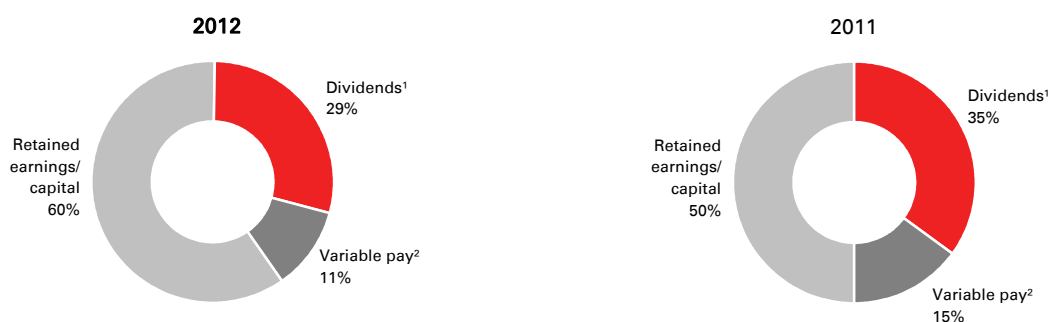 2012
Dividends¹
29%
Retained
earnings/
capital
60%
Variable pay²
11%
2011
Dividends¹
35%
Retained
earnings/
capital
50%
Variable pay²
15%